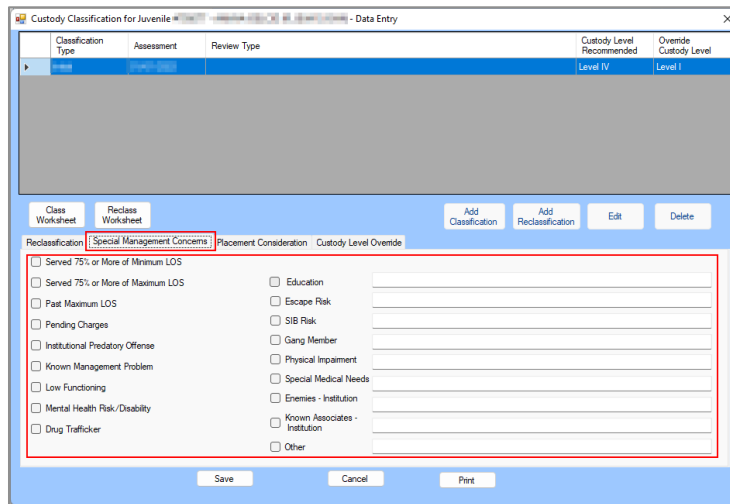 Custody Classification for Juvenile - Data Entry
Classification Type
Assessment
Review Type
Custody Level Recommended
Override Custody Level
Level IV
Level I
Class Worksheet
Reclass Worksheet
Add Classification
Add Reclassification
Edit
Delete
Reclassification
Special Management Concerns
Placement Consideration
Custody Level Override
Served 75% or More of Minimum LOS
Served 75% or More of Maximum LOS
Past Maximum LOS
Pending Charges
Institutional Predatory Offense
Known Management Problem
Low Functioning
Mental Health Risk/Disability
Drug Trafficker
Education
Escape Risk
SIB Risk
Gang Member
Physical Impairment
Special Medical Needs
Enemies - Institution
Known Associates - Institution
Other
Save
Cancel
Print